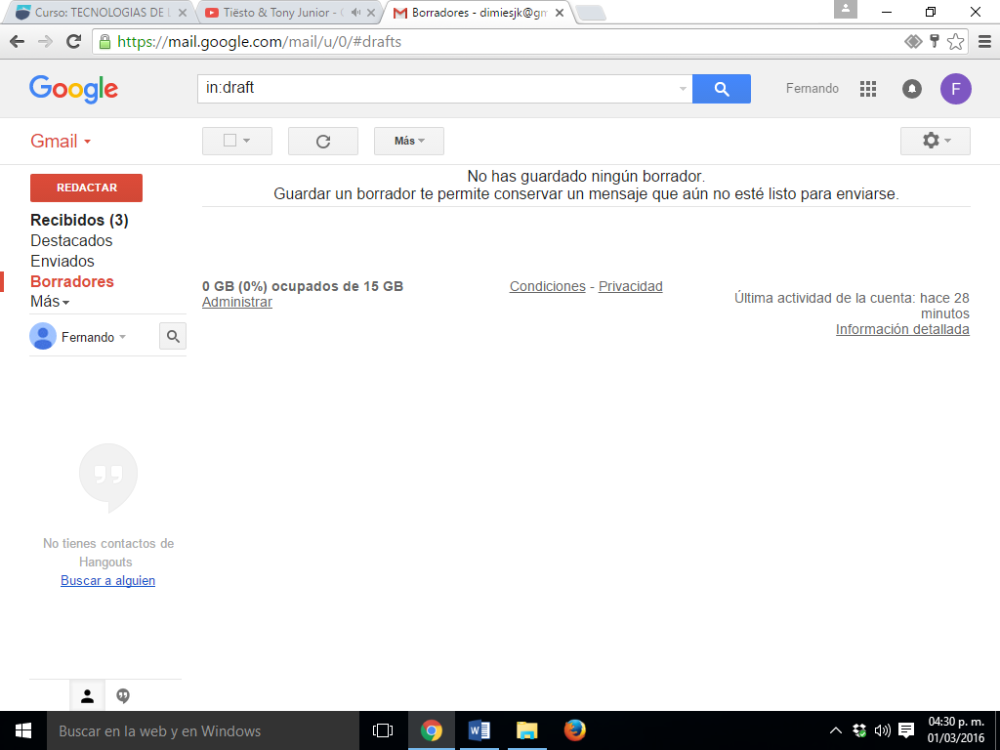 Curso: TECNOLOGIAS DE L
Tiësto & Tony Junior -
Borradores - dimiesjk@gm
https://mail.google.com/mail/u/0/#drafts
Google
in:draft
Fernando
F
Gmail
Más
REDACTAR
No has guardado ningún borrador.
Guardar un borrador te permite conservar un mensaje que aún no esté listo para enviarse.
Recibidos (3)
Destacados
Enviados
Borradores
Más
0 GB (0%) ocupados de 15 GB
Administrar
Condiciones - Privacidad
Última actividad de la cuenta: hace 28
minutos
Información detallada
Fernando
No tienes contactos de
Hangouts
Buscar a alguien
Buscar en la web y en Windows
04:30 p. m.
01/03/2016